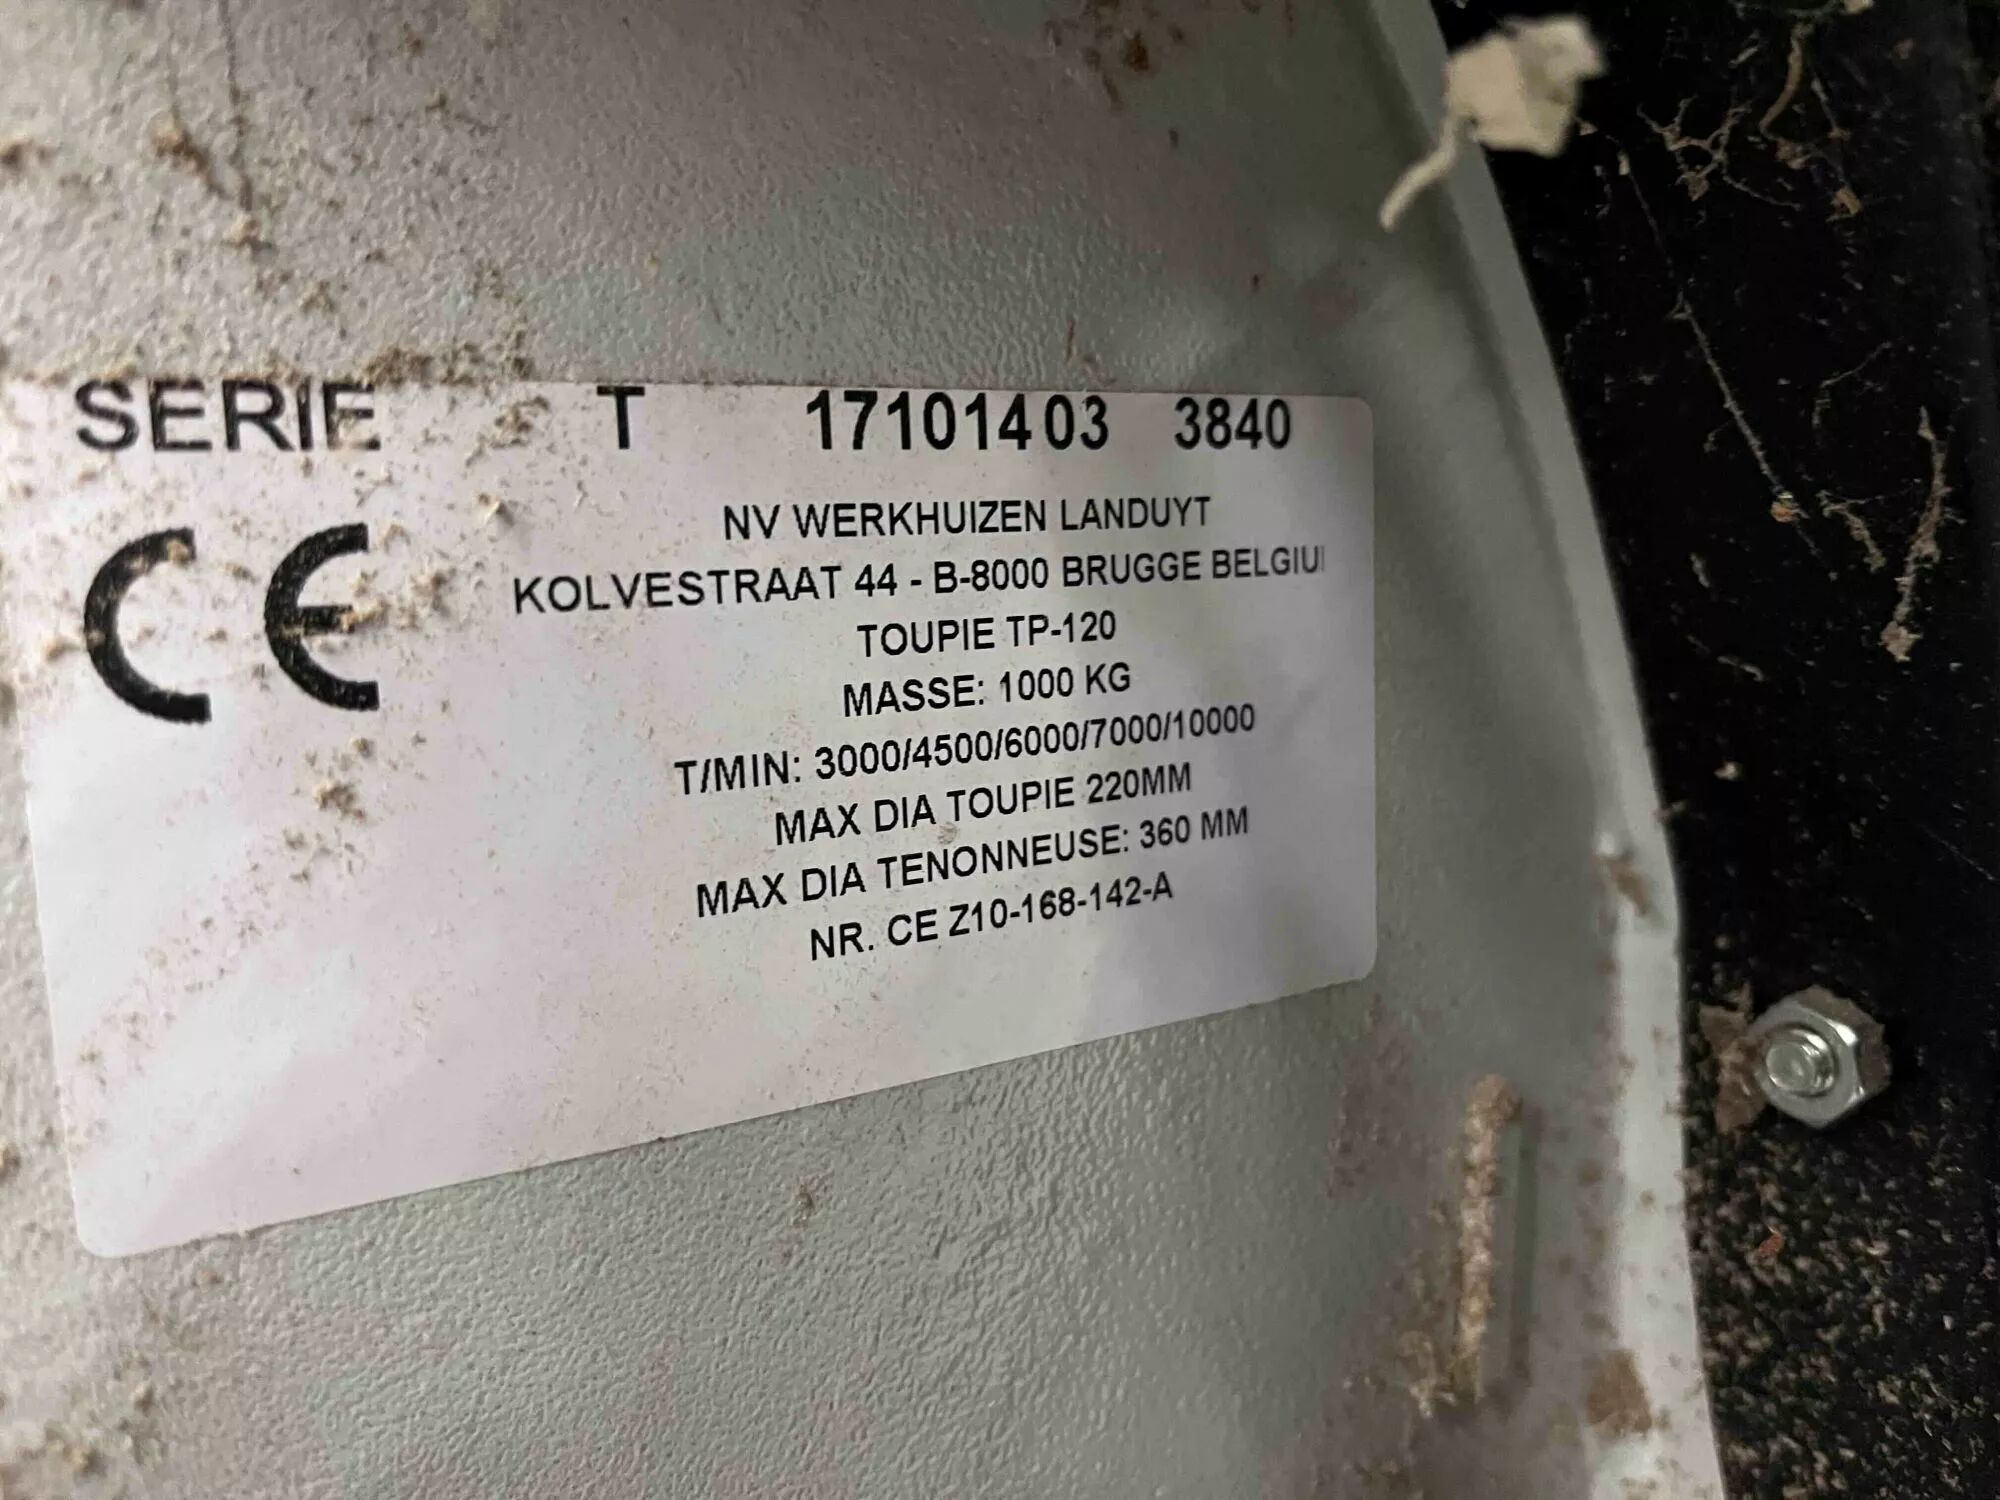 SERIE T 17101403 3840
CE
NV WERKHUIZEN LANDUYT
KOLVESTRAAT 44 - B-8000 BRUGGE BELGIU
TOUPIE TP-120
MASSE: 1000 KG
T/MIN: 3000/4500/6000/7000/10000
MAX DIA TOUPIE 220MM
MAX DIA TENONNEUSE: 360 MM
NR. CE Z10-168-142-A